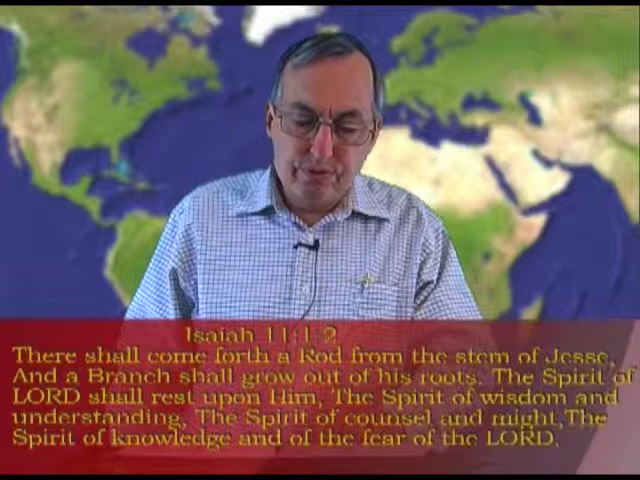 Isaiah 11:1-2
There shall come forth a Rod from the stem of Jesse,
And a Branch shall grow out of his roots. The Spirit of
LORD shall rest upon Him, The Spirit of wisdom and
understanding, The Spirit of counsel and might,The
Spirit of knowledge and of the fear of the LORD.